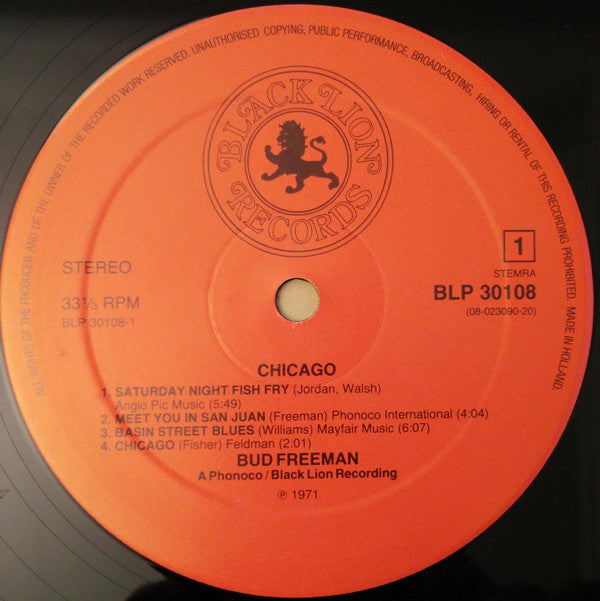 ALL RIGHTS OF THE PRODUCER AND OF THE OWNER OF THE RECORDED WORK RESERVED. UNAUTHORISED COPYING, PUBLIC PERFORMANCE, BROADCASTING, HIRING OR RENTAL OF THIS RECORDING PROHIBITED. MADE IN HOLLAND.
BLACK LION
RECORDS
1
STEREO
STEMRA
33⅓ RPM
BLP 30108
BLP 30108-1
(08-023090-20)
CHICAGO
1. SATURDAY NIGHT FISH FRY (Jordan, Walsh)
Anglo Pic Music (5:49)
2. MEET YOU IN SAN JUAN (Freeman) Phonoco International (4:04)
3. BASIN STREET BLUES (Williams) Mayfair Music (6:07)
4. CHICAGO (Fisher) Feldman (2:01)
BUD FREEMAN
A Phonoco/Black Lion Recording
℗ 1971